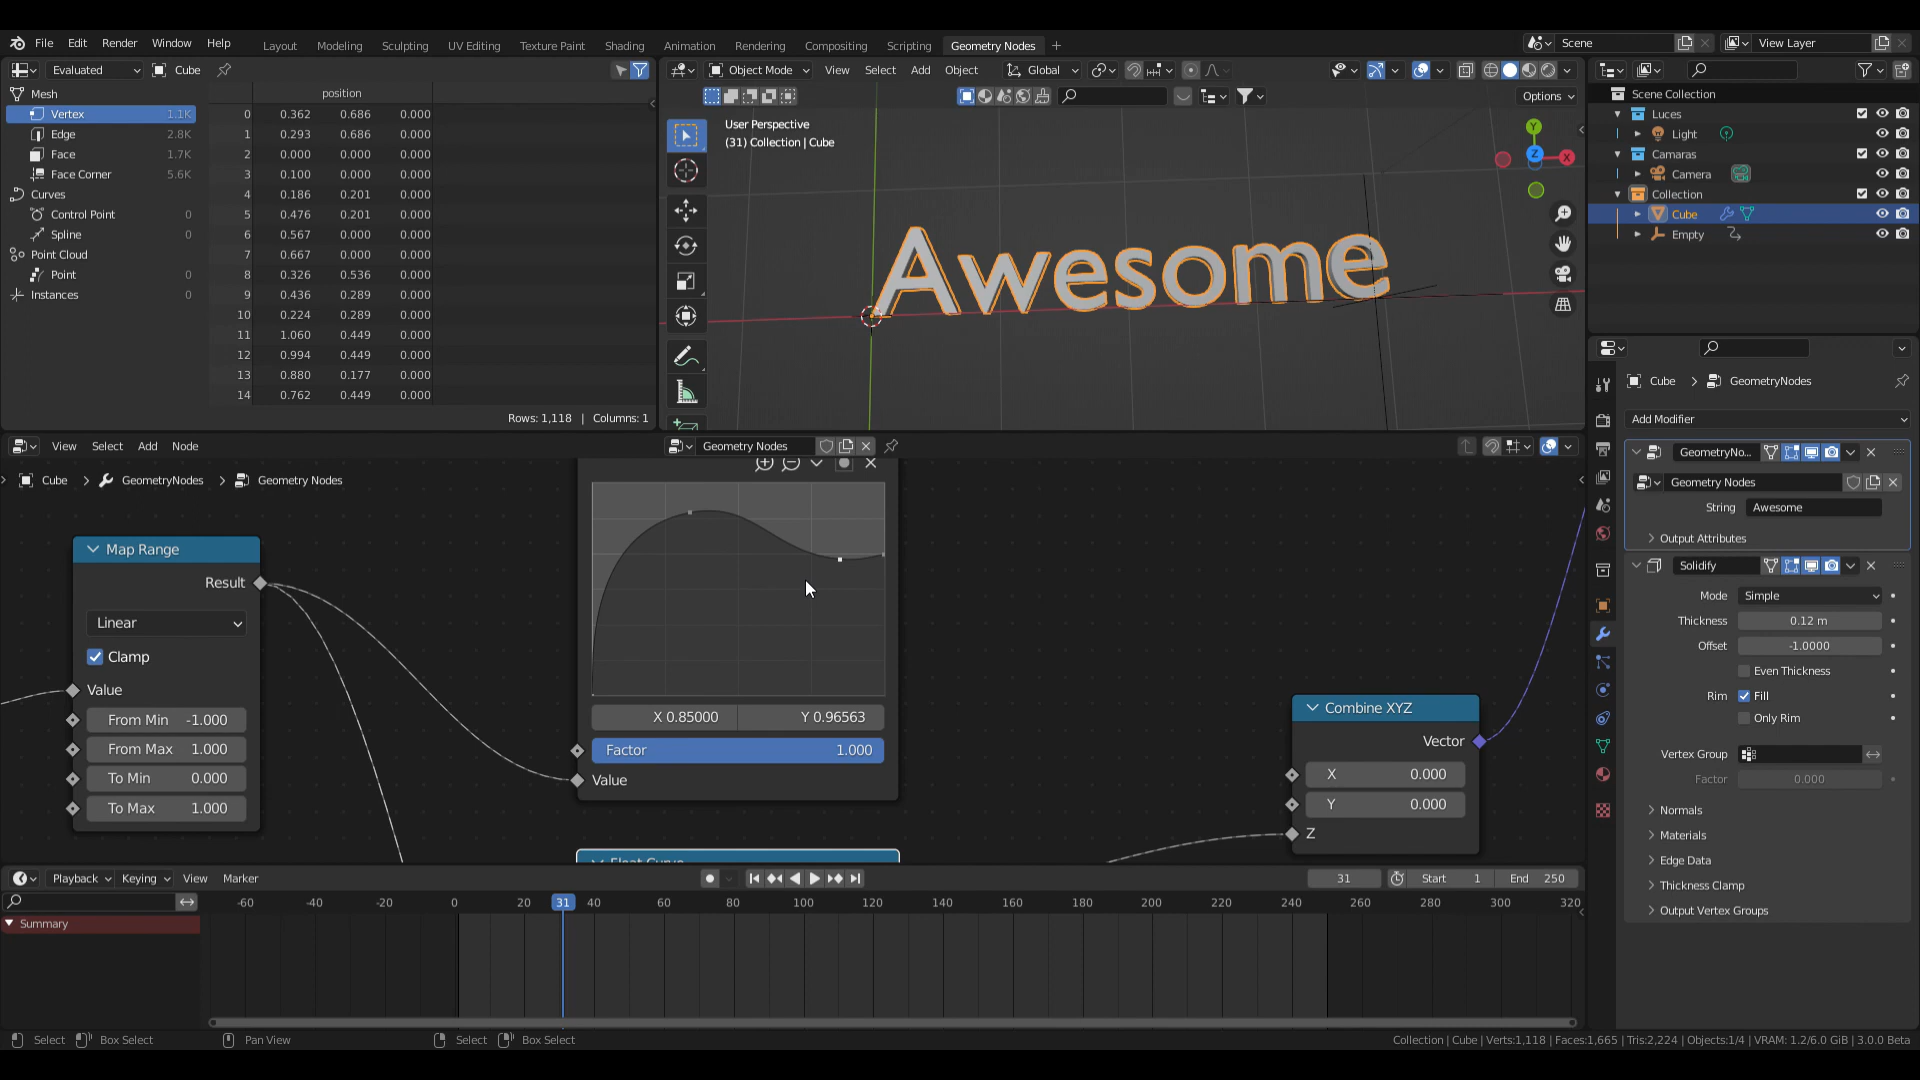 File Edit Render Window Help
Layout Modeling Sculpting UV Editing Texture Paint Shading Animation Rendering Compositing Scripting Geometry Nodes
Scene
View Layer
Evaluated
Cube
Mesh
Vertex 1.1K
Edge 2.8K
Face 1.7K
Face Corner 5.6K
Curves
Control Point 0
Spline 0
Point Cloud
Point 0
Instances 0
position
0 0.362 0.686 0.000
1 0.293 0.686 0.000
2 0.000 0.000 0.000
3 0.100 0.000 0.000
4 0.186 0.201 0.000
5 0.476 0.201 0.000
6 0.567 0.000 0.000
7 0.667 0.000 0.000
8 0.326 0.536 0.000
9 0.436 0.289 0.000
10 0.224 0.289 0.000
11 1.060 0.449 0.000
12 0.994 0.449 0.000
13 0.880 0.177 0.000
14 0.762 0.449 0.000
Rows: 1,118 | Columns: 1
Object Mode View Select Add Object Global
Options
User Perspective
(31) Collection | Cube
Awesome
Y
Z
X
Scene Collection
Luces
Light
Camaras
Camera
Collection
Cube
Empty
Cube GeometryNodes
Add Modifier
GeometryNo...
Geometry Nodes
String Awesome
Output Attributes
Solidify
Mode Simple
Thickness 0.12 m
Offset -1.0000
Even Thickness
Rim Fill
Only Rim
Vertex Group
Factor 0.000
Normals
Materials
Edge Data
Thickness Clamp
Output Vertex Groups
View Select Add Node
Geometry Nodes
Cube GeometryNodes Geometry Nodes
Map Range
Result
Linear
Clamp
Value
From Min -1.000
From Max 1.000
To Min 0.000
To Max 1.000
X 0.85000 Y 0.96563
Factor 1.000
Value
Float Curve
Combine XYZ
Vector
X 0.000
Y 0.000
Z
Playback Keying View Marker
31 Start 1 End 250
-60 -40 -20 0 20 31 40 60 80 100 120 140 160 180 200 220 240 260 280 300 320
Summary
Select Box Select Pan View Select Box Select
Collection | Cube | Verts:1,118 | Faces:1,665 | Tris:2,224 | Objects:1/4 | VRAM: 1.2/6.0 GiB | 3.0.0 Beta